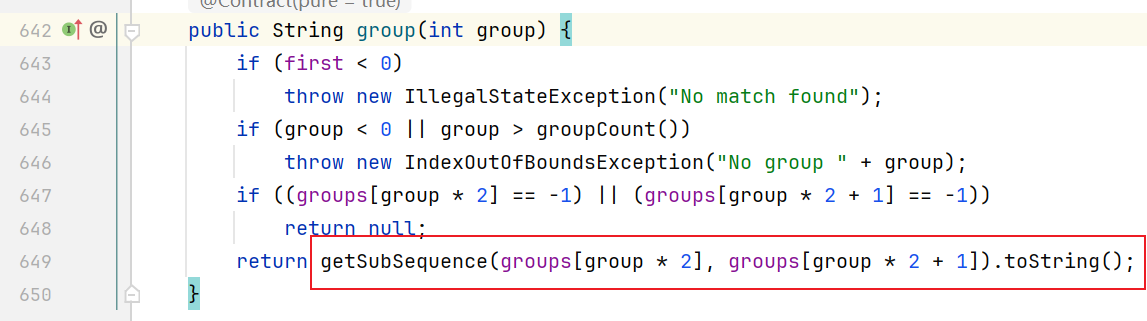 @Contract(pure = true)
642 @ public String group(int group) {
643 if (first < 0)
644 throw new IllegalStateException("No match found");
645 if (group < 0 || group > groupCount())
646 throw new IndexOutOfBoundsException("No group " + group);
647 if ((groups[group * 2] == -1) || (groups[group * 2 + 1] == -1))
648 return null;
649 return getSubSequence(groups[group * 2], groups[group * 2 + 1]).toString();
650 }